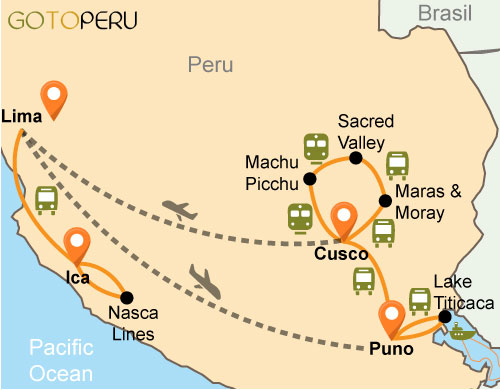 GOTOPERU
Brasil
Peru
Lima
Sacred
Valley
Machu
Picchu
Maras &
Moray
Cusco
Ica
Nasca
Lines
Lake
Titicaca
Puno
Pacific
Ocean